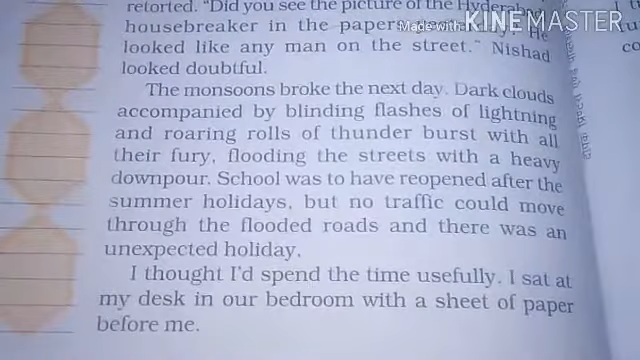 retorted. "Did you see the picture of the Hyderabad
housebreaker in the papers He
looked like any man on the street." Nishad
looked doubtful.
The monsoons broke the next day. Dark clouds
accompanied by blinding flashes of lightning
and roaring rolls of thunder burst with all
their fury, flooding the streets with a heavy
downpour. School was to have reopened after the
summer holidays, but no traffic could move
through the flooded roads and there was an
unexpected holiday.
I thought I'd spend the time usefully. I sat at
my desk in our bedroom with a sheet of paper
before me.
Made with KINEMASTER